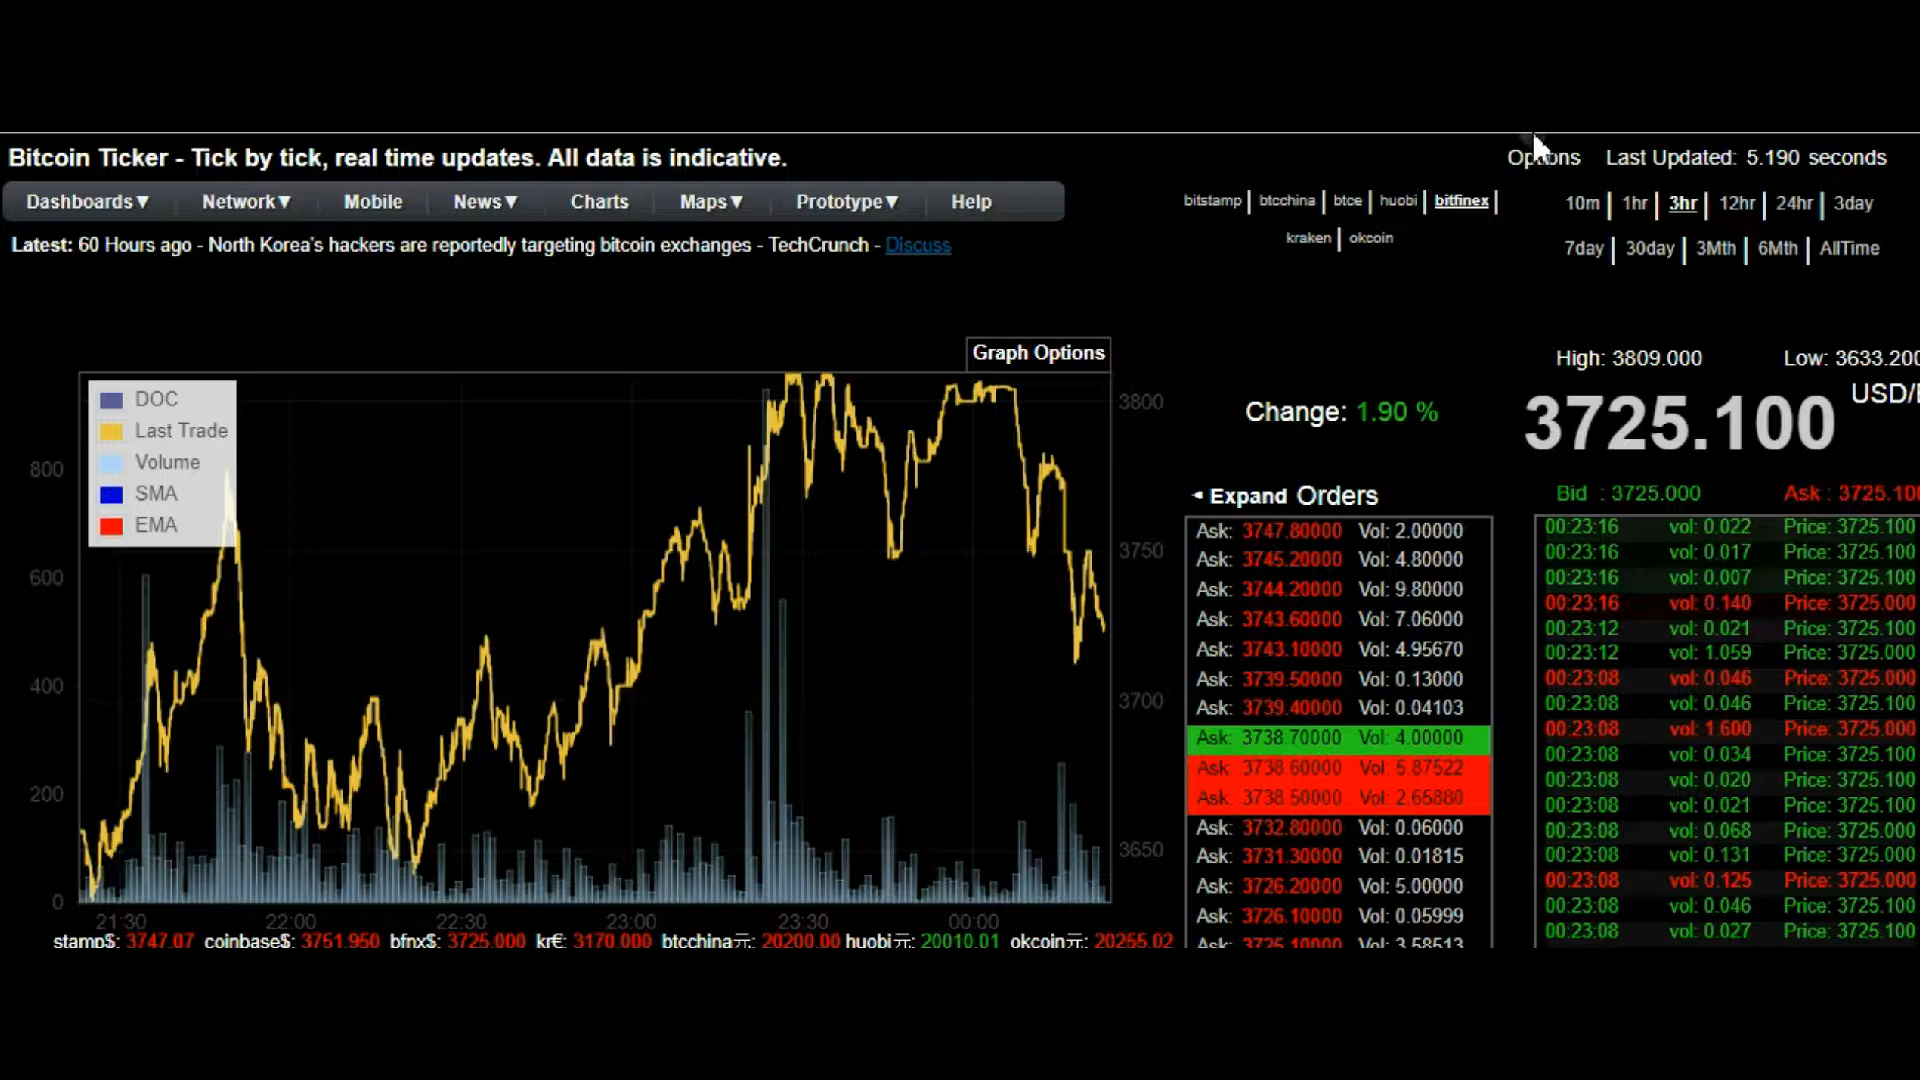 Bitcoin Ticker - Tick by tick, real time updates. All data is indicative.
Options Last Updated: 5.190 seconds
Dashboards▼ Network▼ Mobile News▼ Charts Maps▼ Prototype▼ Help
bitstamp | btcchina | btce | huobi | bitfinex |
kraken | okcoin
10m | 1hr | 3hr | 12hr | 24hr | 3day
7day | 30day | 3Mth | 6Mth | AllTime
Latest: 60 Hours ago - North Korea's hackers are reportedly targeting bitcoin exchanges - TechCrunch - Discuss
Graph Options
DOC
Last Trade
Volume
SMA
EMA
800
600
400
200
0
3800
3750
3700
3650
21:30 22:00 22:30 23:00 23:30 00:00
stamp$: 3747.07 coinbase$: 3751.950 bfnx$: 3725.000 kr€: 3170.000 btcchina元: 20200.00 huobi元: 20010.01 okcoin元: 20255.02
High: 3809.000 Low: 3633.200
Change: 1.90 %
3725.100
USD/
Bid : 3725.000 Ask : 3725.100
◄ Expand Orders
Ask: 3747.80000 Vol: 2.00000
Ask: 3745.20000 Vol: 4.80000
Ask: 3744.20000 Vol: 9.80000
Ask: 3743.60000 Vol: 7.06000
Ask: 3743.10000 Vol: 4.95670
Ask: 3739.50000 Vol: 0.13000
Ask: 3739.40000 Vol: 0.04103
Ask: 3738.70000 Vol: 4.00000
Ask: 3738.60000 Vol: 5.87522
Ask: 3738.50000 Vol: 2.65880
Ask: 3732.80000 Vol: 0.06000
Ask: 3731.30000 Vol: 0.01815
Ask: 3726.20000 Vol: 5.00000
Ask: 3726.10000 Vol: 0.05999
Ask: 3725.10000 Vol: 3.58513
00:23:16 vol: 0.022 Price: 3725.100
00:23:16 vol: 0.017 Price: 3725.100
00:23:16 vol: 0.007 Price: 3725.100
00:23:16 vol: 0.140 Price: 3725.000
00:23:12 vol: 0.021 Price: 3725.100
00:23:12 vol: 1.059 Price: 3725.000
00:23:08 vol: 0.046 Price: 3725.000
00:23:08 vol: 0.046 Price: 3725.100
00:23:08 vol: 1.600 Price: 3725.000
00:23:08 vol: 0.034 Price: 3725.100
00:23:08 vol: 0.020 Price: 3725.100
00:23:08 vol: 0.021 Price: 3725.100
00:23:08 vol: 0.068 Price: 3725.000
00:23:08 vol: 0.131 Price: 3725.000
00:23:08 vol: 0.125 Price: 3725.000
00:23:08 vol: 0.046 Price: 3725.100
00:23:08 vol: 0.027 Price: 3725.100